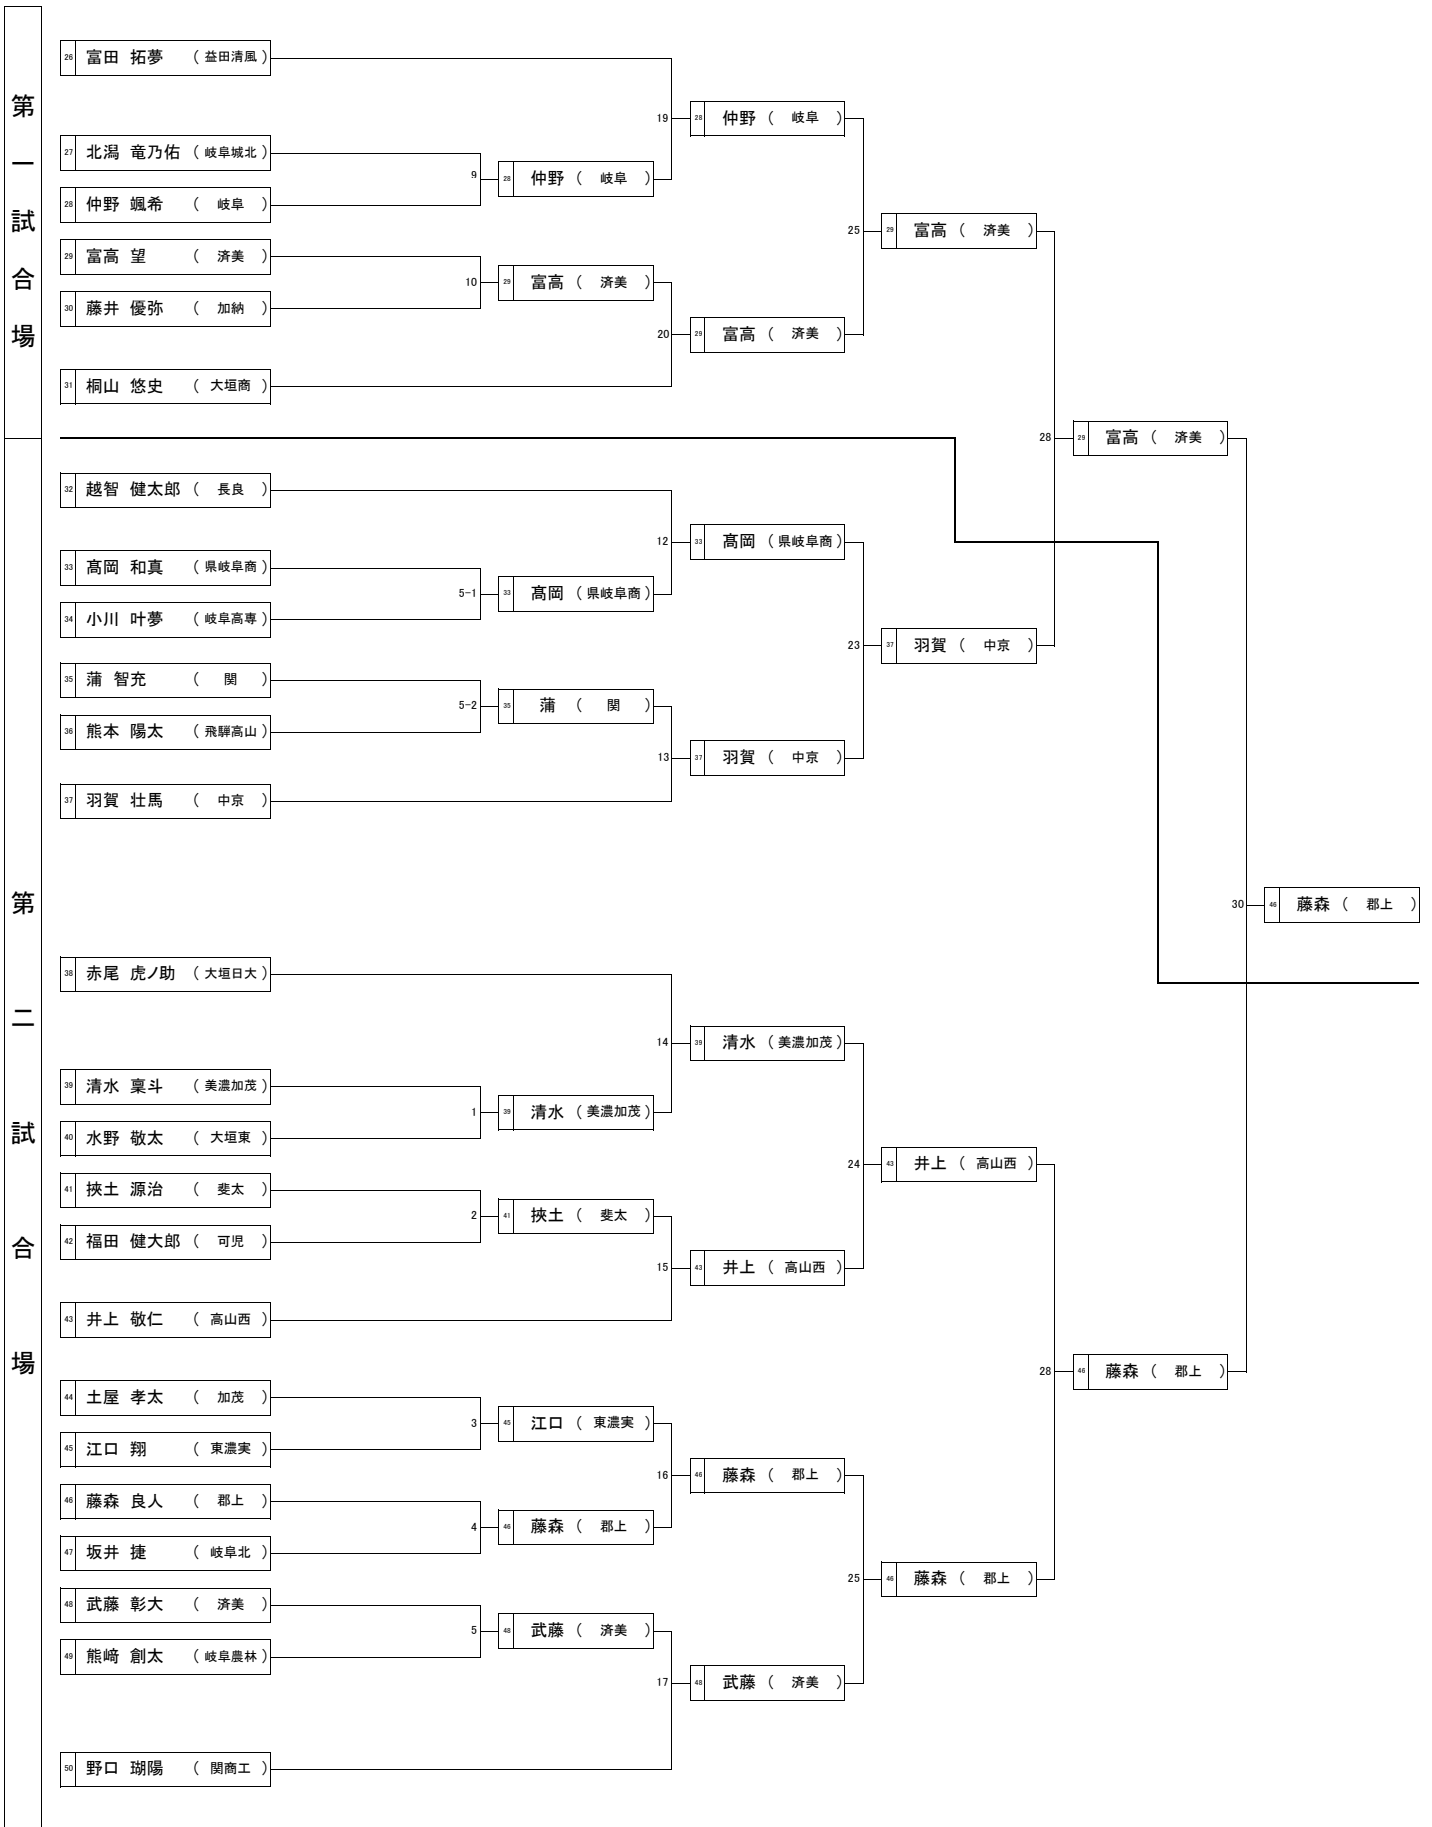 第一試合場
26 富田 拓夢 （ 益田清風 ）
19 28 仲野 （ 岐阜 ）
27 北潟 竜乃佑 （ 岐阜城北 ）
9 28 仲野 （ 岐阜 ）
28 仲野 颯希 （ 岐阜 ）
25 29 富高 （ 済美 ）
29 富高 望 （ 済美 ）
10 29 富高 （ 済美 ）
30 藤井 優弥 （ 加納 ）
20 29 富高 （ 済美 ）
31 桐山 悠史 （ 大垣商 ）
28 29 富高 （ 済美 ）
第二試合場
32 越智 健太郎 （ 長良 ）
12 33 髙岡 （ 県岐阜商 ）
33 髙岡 和真 （ 県岐阜商 ）
5-1 33 髙岡 （ 県岐阜商 ）
34 小川 叶夢 （ 岐阜高専 ）
23 37 羽賀 （ 中京 ）
35 蒲 智充 （ 関 ）
5-2 35 蒲 （ 関 ）
36 熊本 陽太 （ 飛騨高山 ）
13 37 羽賀 （ 中京 ）
37 羽賀 壮馬 （ 中京 ）
30 46 藤森 （ 郡上 ）
38 赤尾 虎ノ助 （ 大垣日大 ）
14 39 清水 （ 美濃加茂 ）
39 清水 稟斗 （ 美濃加茂 ）
1 39 清水 （ 美濃加茂 ）
40 水野 敬太 （ 大垣東 ）
24 43 井上 （ 高山西 ）
41 挾土 源治 （ 斐太 ）
2 41 挾土 （ 斐太 ）
42 福田 健大郎 （ 可児 ）
15 43 井上 （ 高山西 ）
43 井上 敬仁 （ 高山西 ）
28 46 藤森 （ 郡上 ）
44 土屋 孝太 （ 加茂 ）
3 45 江口 （ 東濃実 ）
45 江口 翔 （ 東濃実 ）
16 46 藤森 （ 郡上 ）
46 藤森 良人 （ 郡上 ）
4 46 藤森 （ 郡上 ）
47 坂井 捷 （ 岐阜北 ）
25 46 藤森 （ 郡上 ）
48 武藤 彰大 （ 済美 ）
5 48 武藤 （ 済美 ）
49 熊﨑 創太 （ 岐阜農林 ）
17 48 武藤 （ 済美 ）
50 野口 瑚陽 （ 関商工 ）